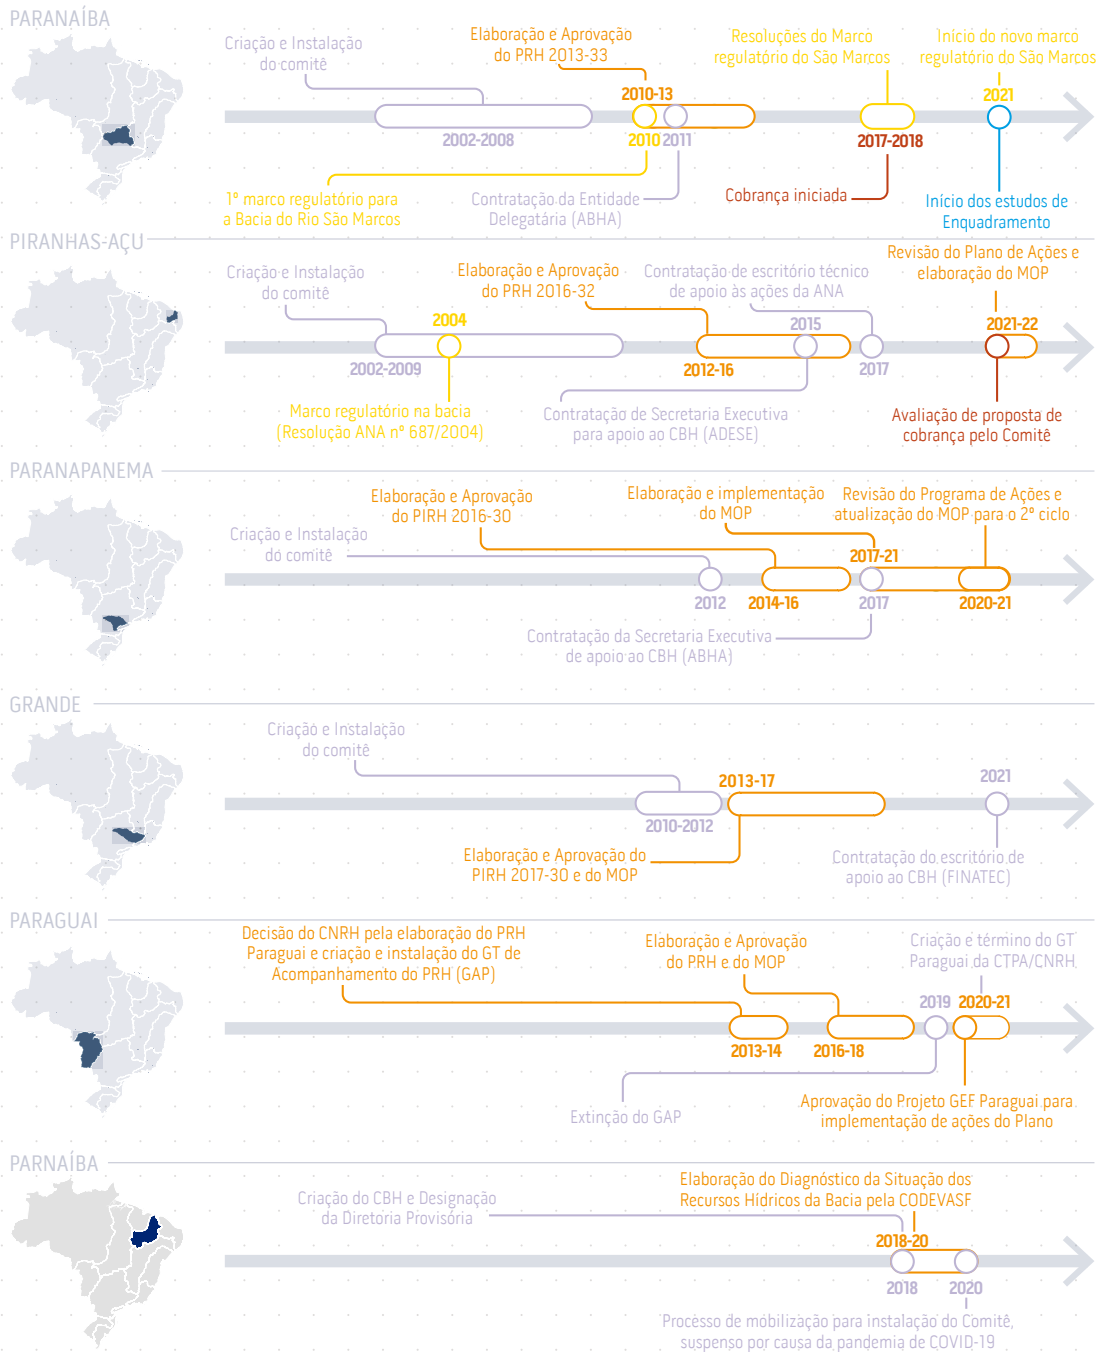 PARANAÍBA
Criação e Instalação
do comitê
Elaboração e Aprovação
do PRH 2013-33
Resoluções do Marco
regulatório do São Marcos
Início do novo marco
regulatório do São Marcos
2010-13
2021
2002-2008
2010
2011
2017-2018
1º marco regulatório para
a Bacia do Rio São Marcos
Contratação da Entidade
Delegatária (ABHA)
Cobrança iniciada
Início dos estudos de
Enquadramento
PIRANHAS-AÇU
Criação e Instalação
do comitê
Elaboração e Aprovação
do PRH 2016-32
Contratação de escritório técnico
de apoio às ações da ANA
Revisão do Plano de Ações e
elaboração do MOP
2004
2015
2021-22
2002-2009
2012-16
2017
Marco regulatório na bacia
(Resolução ANA nº 687/2004)
Contratação de Secretaria Executiva
para apoio ao CBH (ADESE)
Avaliação de proposta de
cobrança pelo Comitê
PARANAPANEMA
Criação e Instalação
do comitê
Elaboração e Aprovação
do PIRH 2016-30
Elaboração e implementação
do MOP
Revisão do Programa de Ações e
atualização do MOP para o 2º ciclo
2017-21
2012
2014-16
2017
2020-21
Contratação da Secretaria Executiva
de apoio ao CBH (ABHA)
GRANDE
Criação e Instalação
do comitê
2013-17
2021
2010-2012
Elaboração e Aprovação do
PIRH 2017-30 e do MOP
Contratação do escritório de
apoio ao CBH (FINATEC)
PARAGUAI
Decisão do CNRH pela elaboração do PRH
Paraguai e criação e instalação do GT de
Acompanhamento do PRH (GAP)
Elaboração e Aprovação
do PRH e do MOP
Criação e término do GT
Paraguai da CTPA/CNRH
2019
2020-21
2013-14
2016-18
Extinção do GAP
Aprovação do Projeto GEF Paraguai para
implementação de ações do Plano
PARNAÍBA
Criação do CBH e Designação
da Diretoria Provisória
Elaboração do Diagnóstico da Situação dos
Recursos Hídricos da Bacia pela CODEVASF
2018-20
2018
2020
Processo de mobilização para instalação do Comitê,
suspenso por causa da pandemia de COVID-19